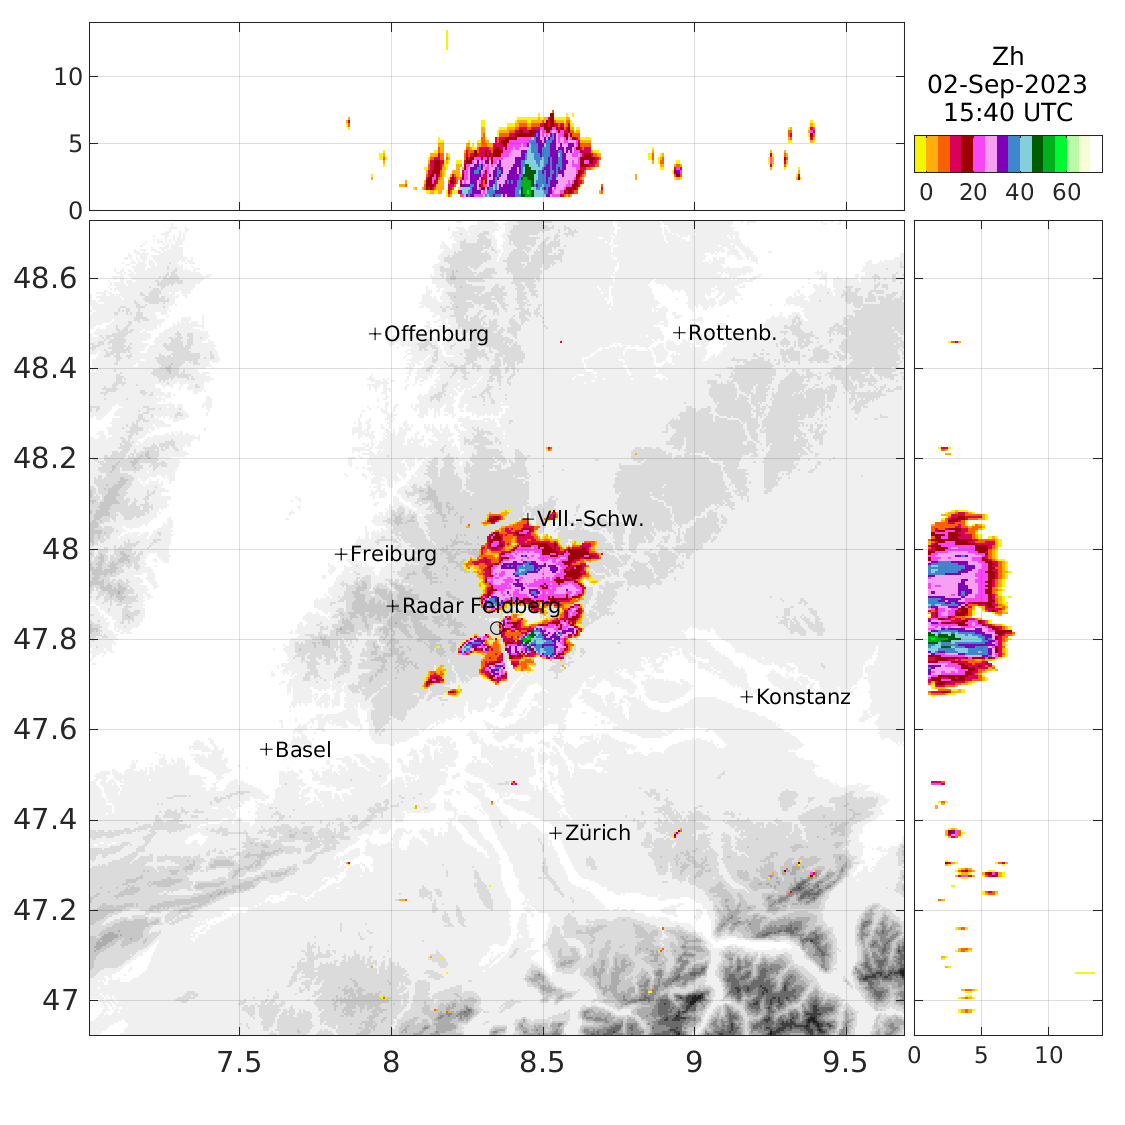 10
5
0
Zh
02-Sep-2023
15:40 UTC
0 20 40 60
48.6
48.4
48.2
48
47.8
47.6
47.4
47.2
47
+Offenburg
+Rottenb.
+Vill.-Schw.
+Freiburg
+Radar Feldberg
+Konstanz
+Basel
+Zürich
7.5 8 8.5 9 9.5
0 5 10